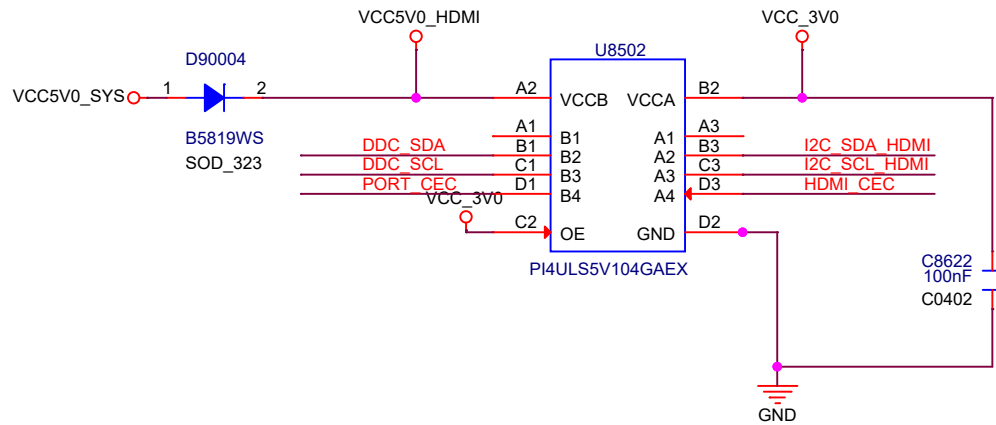 VCC5V0_HDMI
VCC_3V0
D90004
U8502
VCC5V0_SYS
1
2
A2
VCCB
VCCA
B2
B5819WS
SOD_323
A1
B1
A1
A3
DDC_SDA
B1
B2
A2
B3
I2C_SDA_HDMI
DDC_SCL
C1
B3
A3
C3
I2C_SCL_HDMI
PORT_CEC
D1
B4
A4
D3
HDMI_CEC
VCC_3V0
C2
OE
GND
D2
PI4ULS5V104GAEX
C8622
100nF
C0402
GND